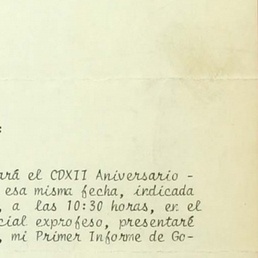 :
ará el CDXII Aniversario -
esa misma fecha, indicada
, a las 10:30 horas, en el
cial exprofeso, presentaré
, mi Primer Informe de Go-